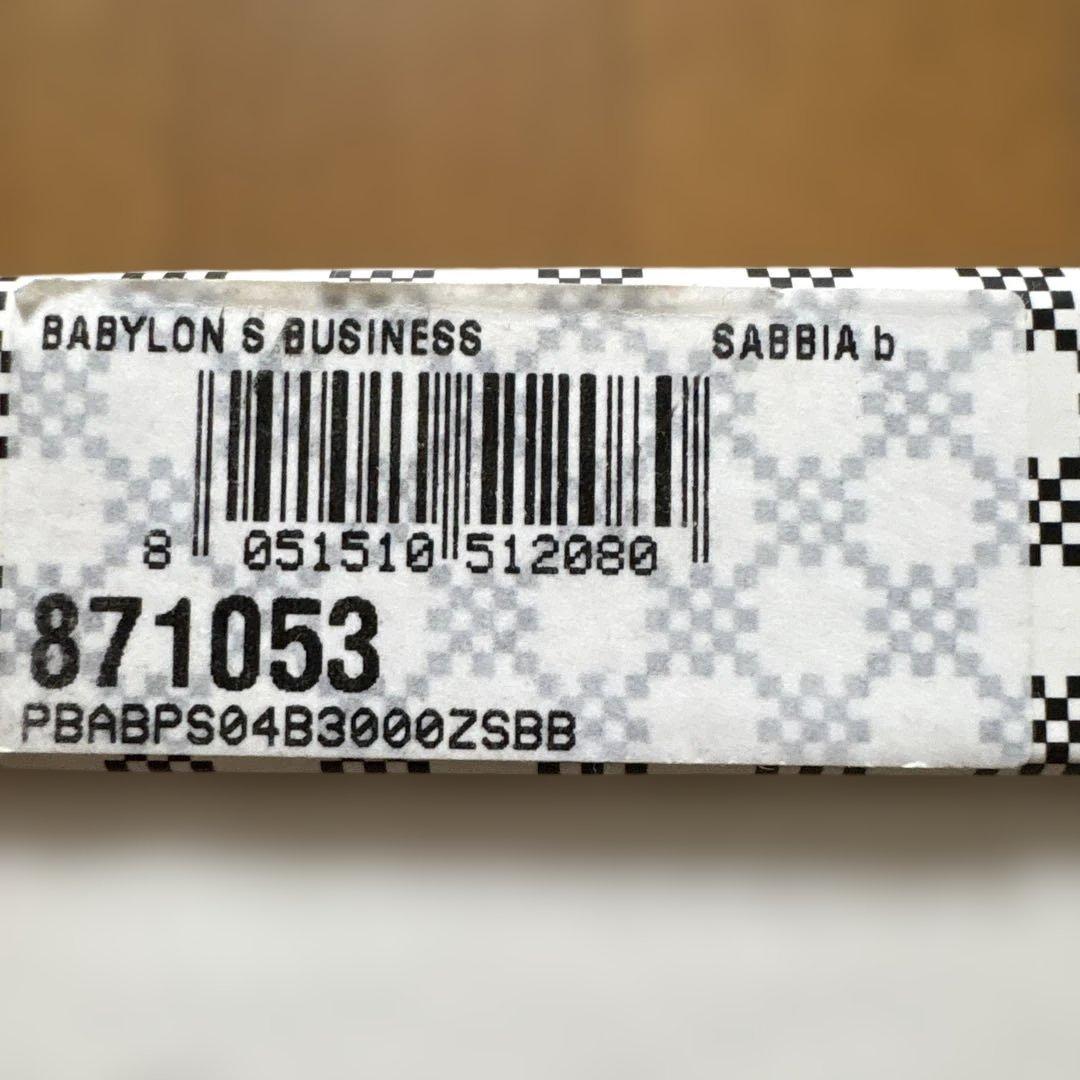 BABYLON S BUSINESS SABBIA b
8 051510 512080
871053
PBABPS04B3000ZSBB